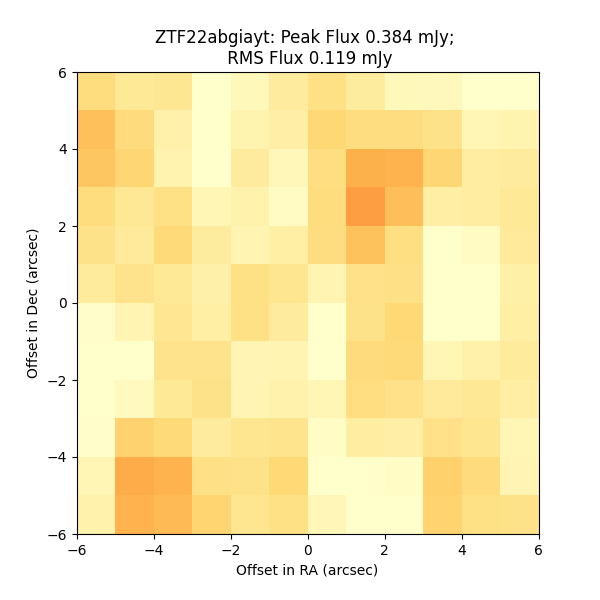 ZTF22abgiayt: Peak Flux 0.384 mJy;
RMS Flux 0.119 mJy
6
4
2
0
−2
−4
−6
Offset in Dec (arcsec)
−6 −4 −2 0 2 4 6
Offset in RA (arcsec)